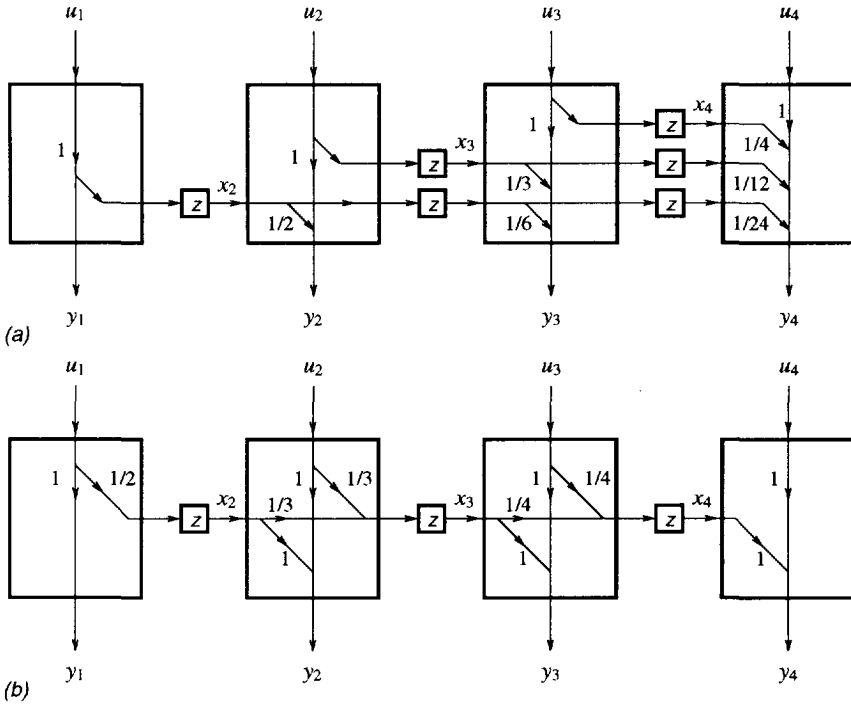 u1 u2 u3 u4
1
z
x2
1
1/2
z
x3
z
1
1/3
1/6
z
x4
z
z
1
1/4
1/12
1/24
y1 y2 y3 y4
(a)
u1 u2 u3 u4
1 1/2
z
x2
1/3 1 1/3
1
z
x3
1/4 1 1/4
1
z
x4
1
1
y1 y2 y3 y4
(b)